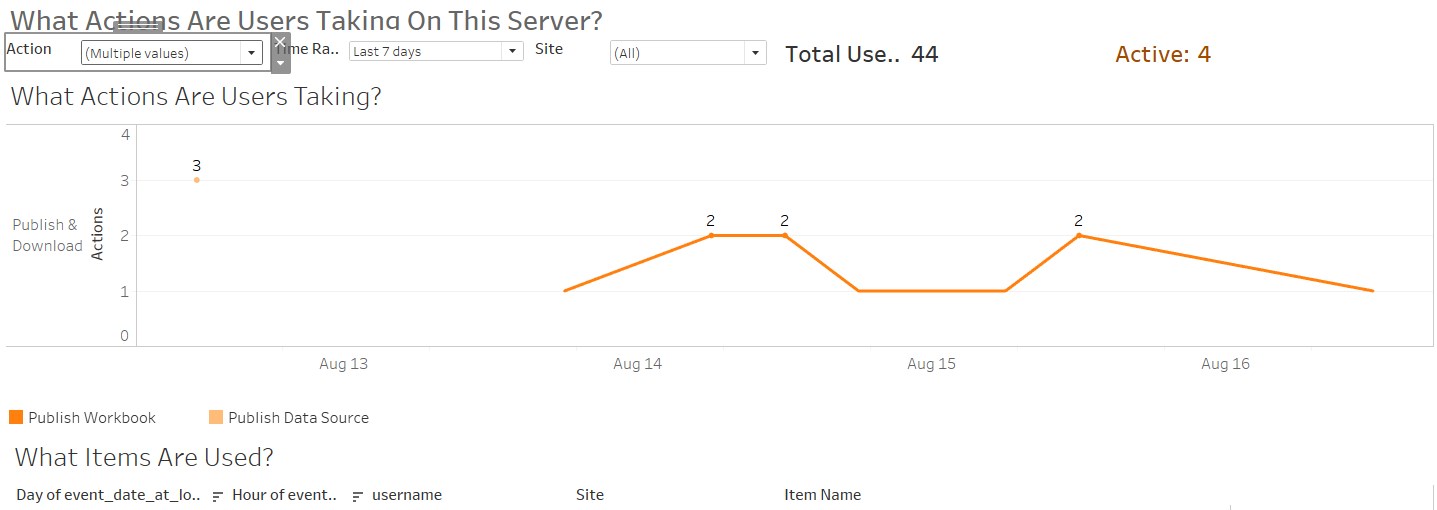 What Actions Are Users Taking On This Server?
Action (Multiple values) Time Ra.. Last 7 days Site (All) Total Use.. 44 Active: 4
What Actions Are Users Taking?
4
3
3
Publish &
Download
Actions
2
2
2
2
1
0
Aug 13 Aug 14 Aug 15 Aug 16
Publish Workbook Publish Data Source
What Items Are Used?
Day of event_date_at_lo.. Hour of event.. username Site Item Name